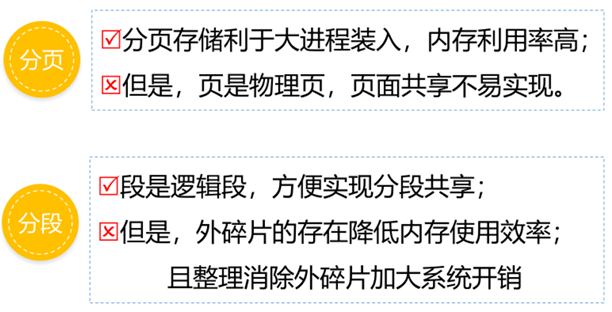 分页
☑分页存储利于大进程装入，内存利用率高；
☒但是，页是物理页，页面共享不易实现。
分段
☑段是逻辑段，方便实现分段共享；
☒但是，外碎片的存在降低内存使用效率；
且整理消除外碎片加大系统开销